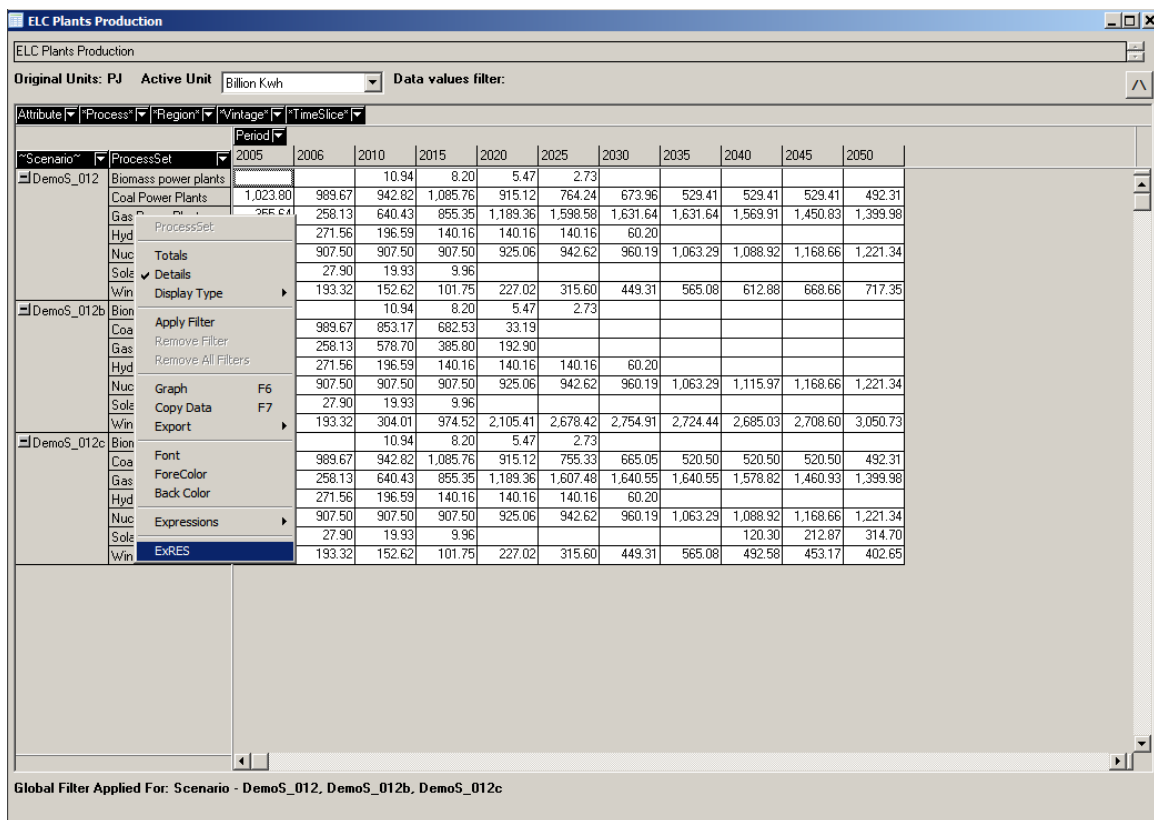 ELC Plants Production
ELC Plants Production
Original Units: PJ Active Unit Billion Kwh Data values filter:
Attribute *Process* *Region* *Vintage* *TimeSlice*
Period
~Scenario~ ProcessSet 2005 2006 2010 2015 2020 2025 2030 2035 2040 2045 2050
DemoS_012 Biomass power plants 10.94 8.20 5.47 2.73
Coal Power Plants 1,023.80 989.67 942.82 1,085.76 915.12 764.24 673.96 529.41 529.41 529.41 492.31
Gas 258.13 640.43 855.35 1,189.36 1,598.58 1,631.64 1,631.64 1,569.91 1,450.83 1,399.98
Hyd 271.56 196.59 140.16 140.16 140.16 60.20
Nuc 907.50 907.50 907.50 925.06 942.62 960.19 1,063.29 1,088.92 1,168.66 1,221.34
Sola 27.90 19.93 9.96
Win 193.32 152.62 101.75 227.02 315.60 449.31 565.08 612.88 668.66 717.35
DemoS_012b Bion 10.94 8.20 5.47 2.73
Coa 989.67 853.17 682.53 33.19
Gas 258.13 578.70 385.80 192.90
Hyd 271.56 196.59 140.16 140.16 140.16 60.20
Nuc 907.50 907.50 907.50 925.06 942.62 960.19 1,063.29 1,115.97 1,168.66 1,221.34
Sola 27.90 19.93 9.96
Win 193.32 304.01 974.52 2,105.41 2,678.42 2,754.91 2,724.44 2,685.03 2,708.60 3,050.73
DemoS_012c Bion 10.94 8.20 5.47 2.73
Coa 989.67 942.82 1,085.76 915.12 755.33 665.05 520.50 520.50 520.50 492.31
Gas 258.13 640.43 855.35 1,189.36 1,607.48 1,640.55 1,640.55 1,578.82 1,460.93 1,399.98
Hyd 271.56 196.59 140.16 140.16 140.16 60.20
Nuc 907.50 907.50 907.50 925.06 942.62 960.19 1,063.29 1,088.92 1,168.66 1,221.34
Sola 27.90 19.93 9.96 120.30 212.87 314.70
Win 193.32 152.62 101.75 227.02 315.60 449.31 565.08 492.58 453.17 402.65
ProcessSet
Totals
Details
Display Type
Apply Filter
Remove Filter
Remove All Filters
Graph F6
Copy Data F7
Export
Font
ForeColor
Back Color
Expressions
ExRES
Global Filter Applied For: Scenario - DemoS_012, DemoS_012b, DemoS_012c